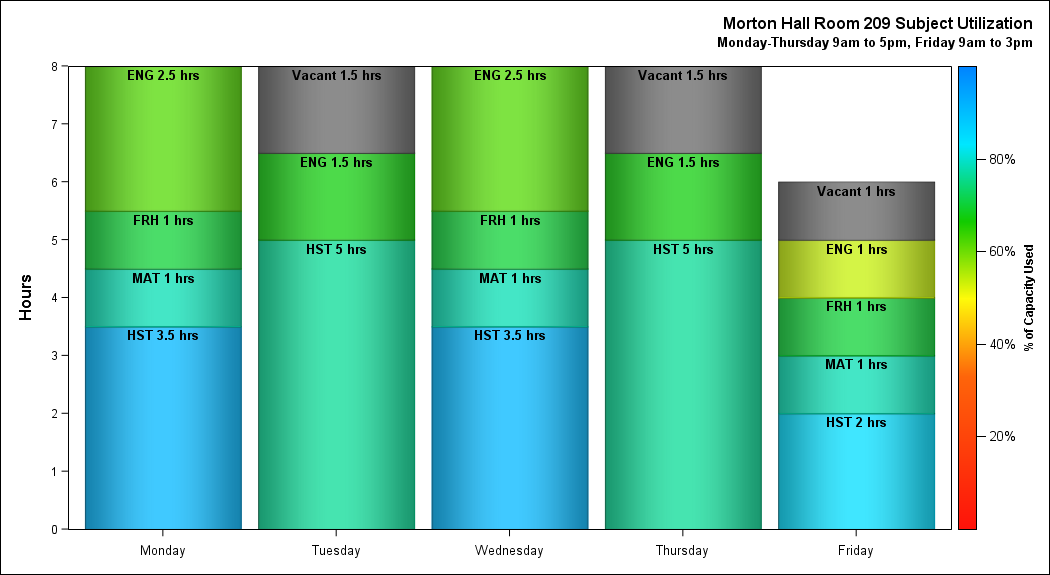 Morton Hall Room 209 Subject Utilization
Monday-Thursday 9am to 5pm, Friday 9am to 3pm
Hours
8
7
6
5
4
3
2
1
0
ENG 2.5 hrs
FRH 1 hrs
MAT 1 hrs
HST 3.5 hrs
Vacant 1.5 hrs
ENG 1.5 hrs
HST 5 hrs
ENG 2.5 hrs
FRH 1 hrs
MAT 1 hrs
HST 3.5 hrs
Vacant 1.5 hrs
ENG 1.5 hrs
HST 5 hrs
Vacant 1 hrs
ENG 1 hrs
FRH 1 hrs
MAT 1 hrs
HST 2 hrs
Monday
Tuesday
Wednesday
Thursday
Friday
80%
60%
40%
20%
% of Capacity Used